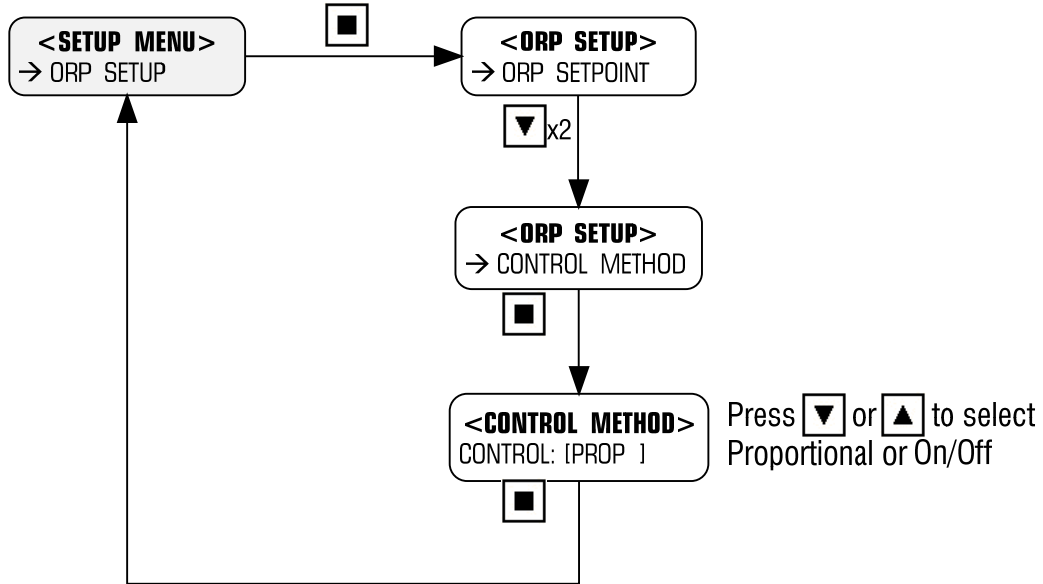 <SETUP MENU>
→ ORP SETUP
<ORP SETUP>
→ ORP SETPOINT
x2
<ORP SETUP>
→ CONTROL METHOD
<CONTROL METHOD>
CONTROL: [PROP ]
Press ▼ or ▲ to select
Proportional or On/Off